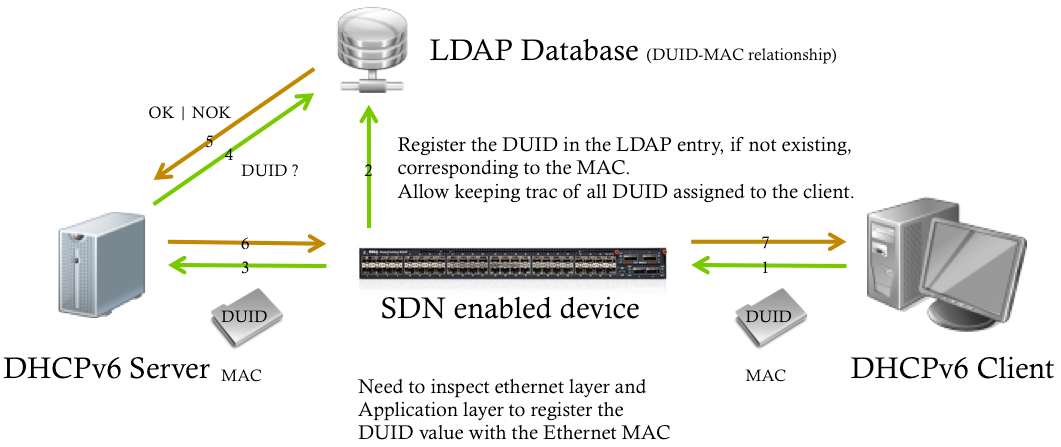 LDAP Database (DUID-MAC relationship)
OK | NOK
5
4
DUID ?
2
Register the DUID in the LDAP entry, if not existing,
corresponding to the MAC.
Allow keeping trac of all DUID assigned to the client.
6
3
7
1
SDN enabled device
DUID
DUID
DHCPv6 Server
MAC
MAC
DHCPv6 Client
Need to inspect ethernet layer and
Application layer to register the
DUID value with the Ethernet MAC